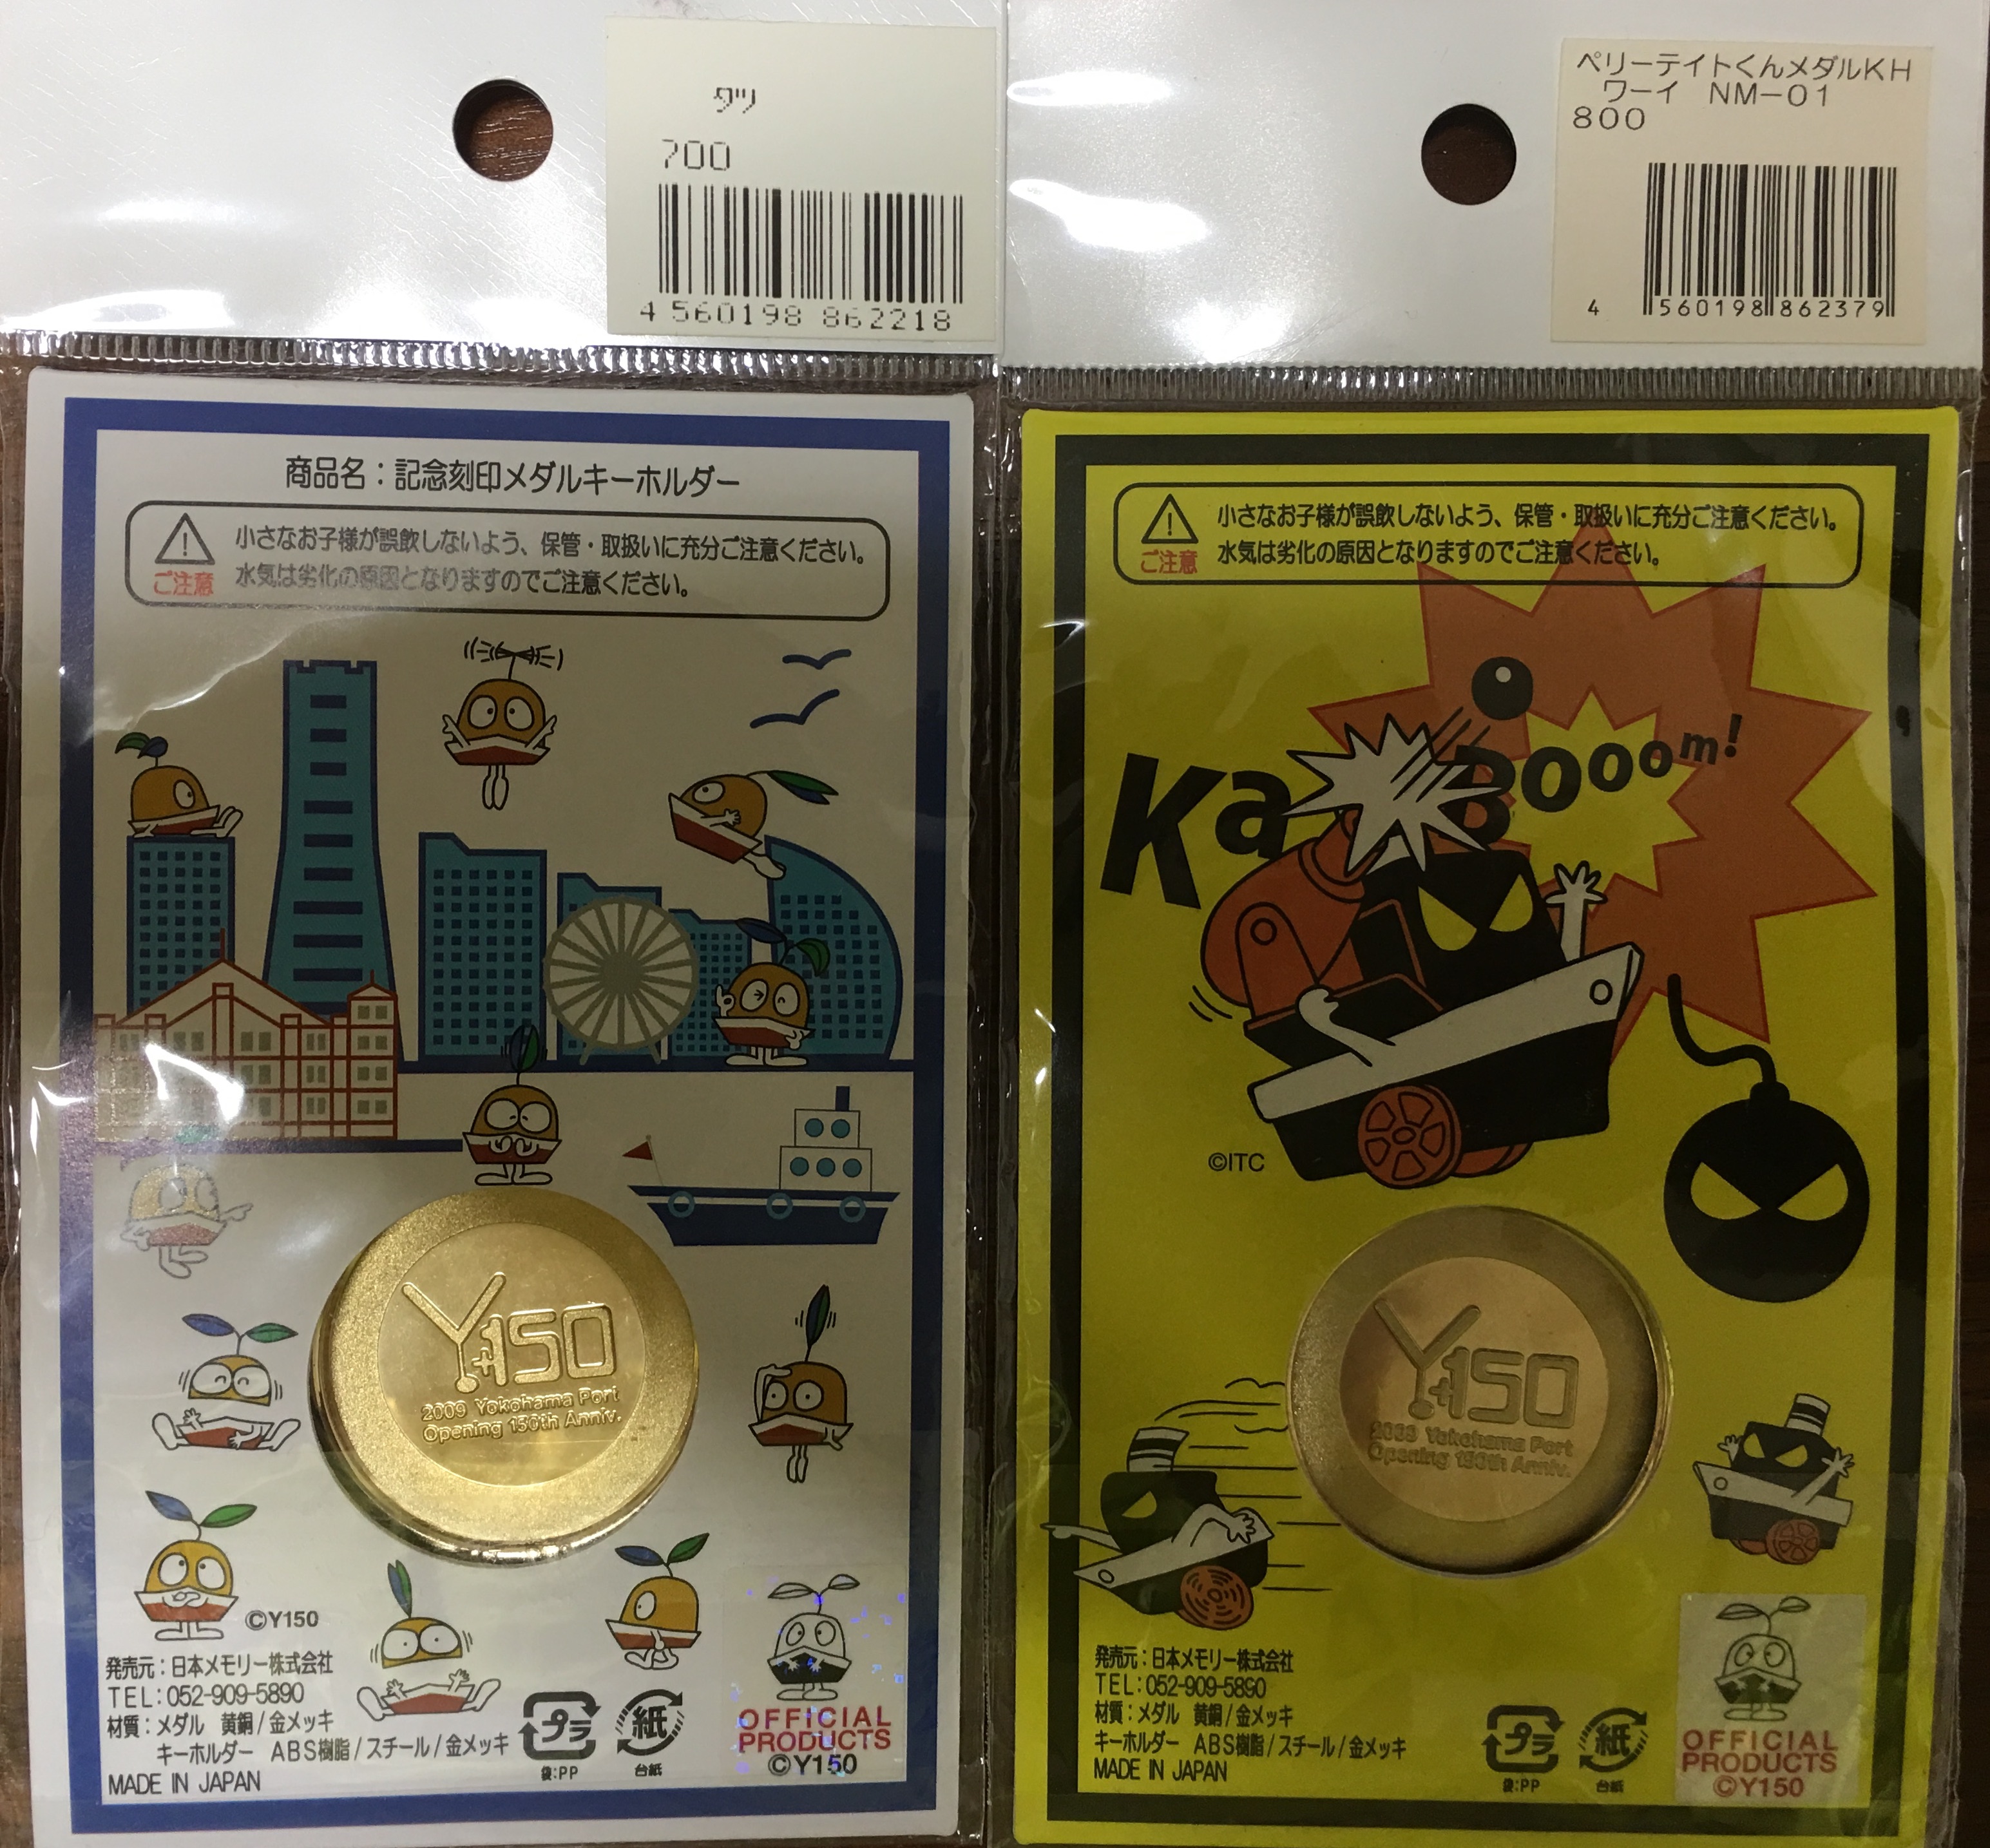 タツ
700
4 560198 862218
商品名：記念刻印メダルキーホルダー
ご注意
小さなお子様が誤飲しないよう、保管・取扱いに充分ご注意ください。
水気は劣化の原因となりますのでご注意ください。
Y150
2009 Yokohama Port
Opening 150th Anniv.
©Y150
発売元：日本メモリー株式会社
TEL：052-909-5890
材質：メダル 黄銅/金メッキ
キーホルダー ABS樹脂/スチール/金メッキ
MADE IN JAPAN
プラ
袋:PP
紙
台紙
OFFICIAL
PRODUCTS
©Y150
ペリーテイトくんメダルKH
ワーイ NM-01
800
4 560198 862379
ご注意
小さなお子様が誤飲しないよう、保管・取扱いに充分ご注意ください。
水気は劣化の原因となりますのでご注意ください。
KaBooom!
©ITC
Y150
2009 Yokohama Port
Opening 150th Anniv.
発売元：日本メモリー株式会社
TEL：052-909-5890
材質：メダル 黄銅/金メッキ
キーホルダー ABS樹脂/スチール/金メッキ
MADE IN JAPAN
プラ
袋:PP
紙
台紙
OFFICIAL
PRODUCTS
©Y150